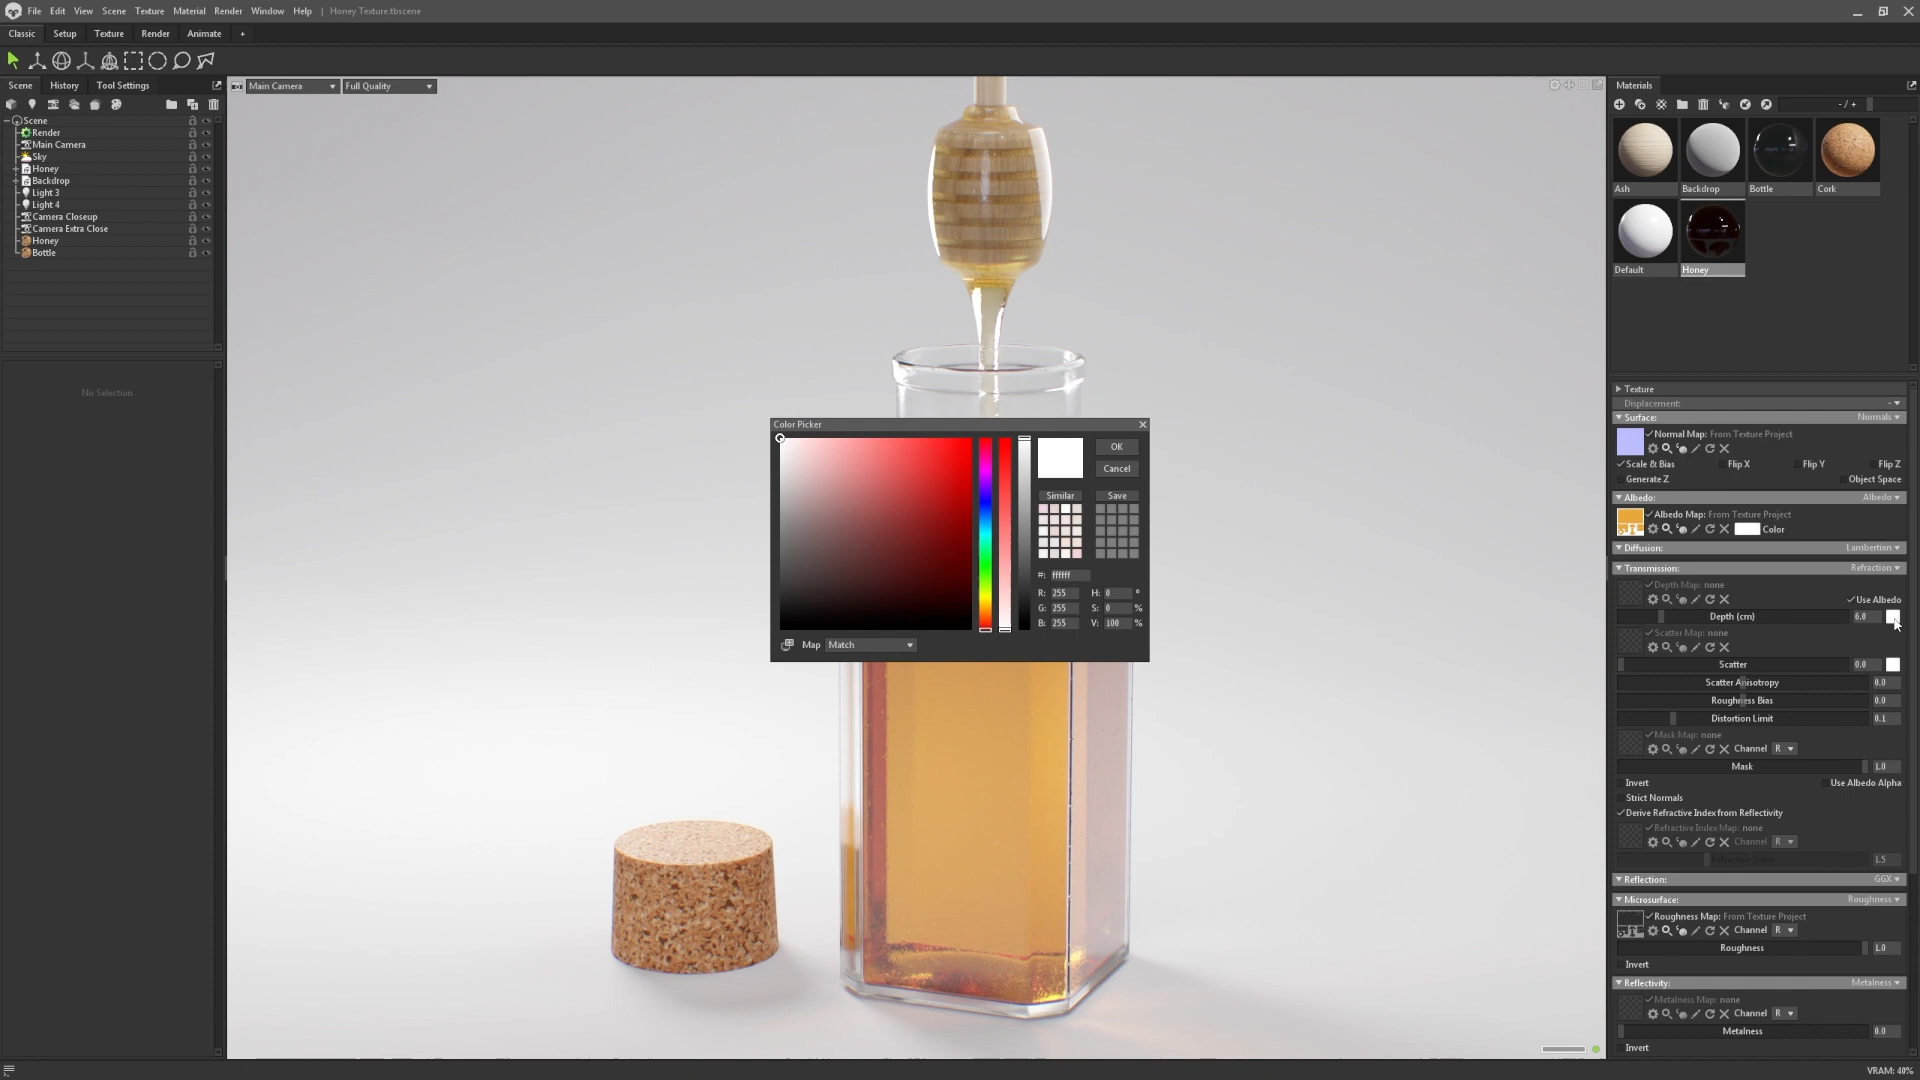 File Edit View Scene Texture Material Render Window Help | Honey Texture.tbscene
Classic Setup Texture Render Animate +
Scene History Tool Settings
Scene
Render
Main Camera
Sky
Honey
Backdrop
Light 3
Light 4
Camera Closeup
Camera Extra Close
Honey
Bottle
No Selection
Main Camera Full Quality
Color Picker
OK
Cancel
Similar Save
#: ffffff
R: 255 H: 0 °
G: 255 S: 0 %
B: 255 V: 100 %
Map Match
Materials
- / +
Ash Backdrop Bottle Cork
Default Honey
Texture
Displacement: -
Surface: Normals
Normal Map: From Texture Project
Scale & Bias Flip X Flip Y Flip Z
Generate Z Object Space
Albedo: Albedo
Albedo Map: From Texture Project
Color
Diffusion: Lambertian
Transmission: Refraction
Depth Map: none
Use Albedo
Depth (cm) 6.0
Scatter Map: none
Scatter 0.0
Scatter Anisotropy 0.0
Roughness Bias 0.0
Distortion Limit 0.1
Mask Map: none
Channel R
Mask 1.0
Invert Use Albedo Alpha
Strict Normals
Derive Refractive Index from Reflectivity
Refractive Index Map: none
Channel R
Refractive Index 1.5
Reflection: GGX
Microsurface: Roughness
Roughness Map: From Texture Project
Channel R
Roughness 1.0
Invert
Reflectivity: Metalness
Metalness Map: none
Channel R
Metalness 0.0
Invert
VRAM: 40%